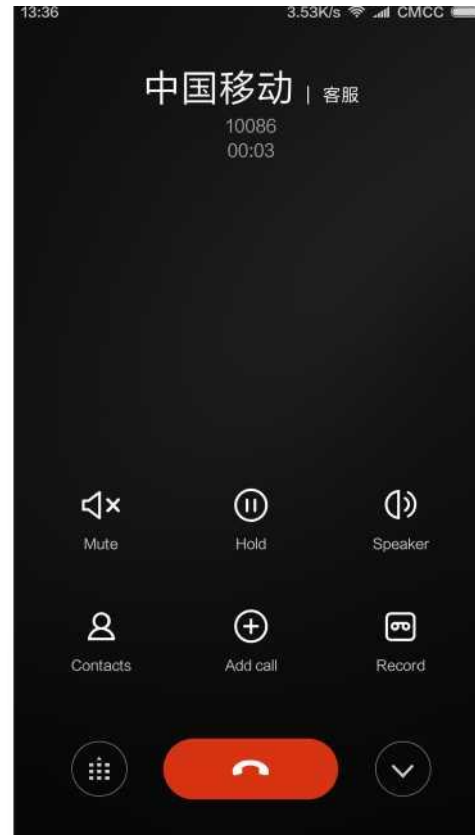 13:36 3.53K/s CMCC
中国移动 | 客服
10086
00:03
Mute Hold Speaker
Contacts Add call Record